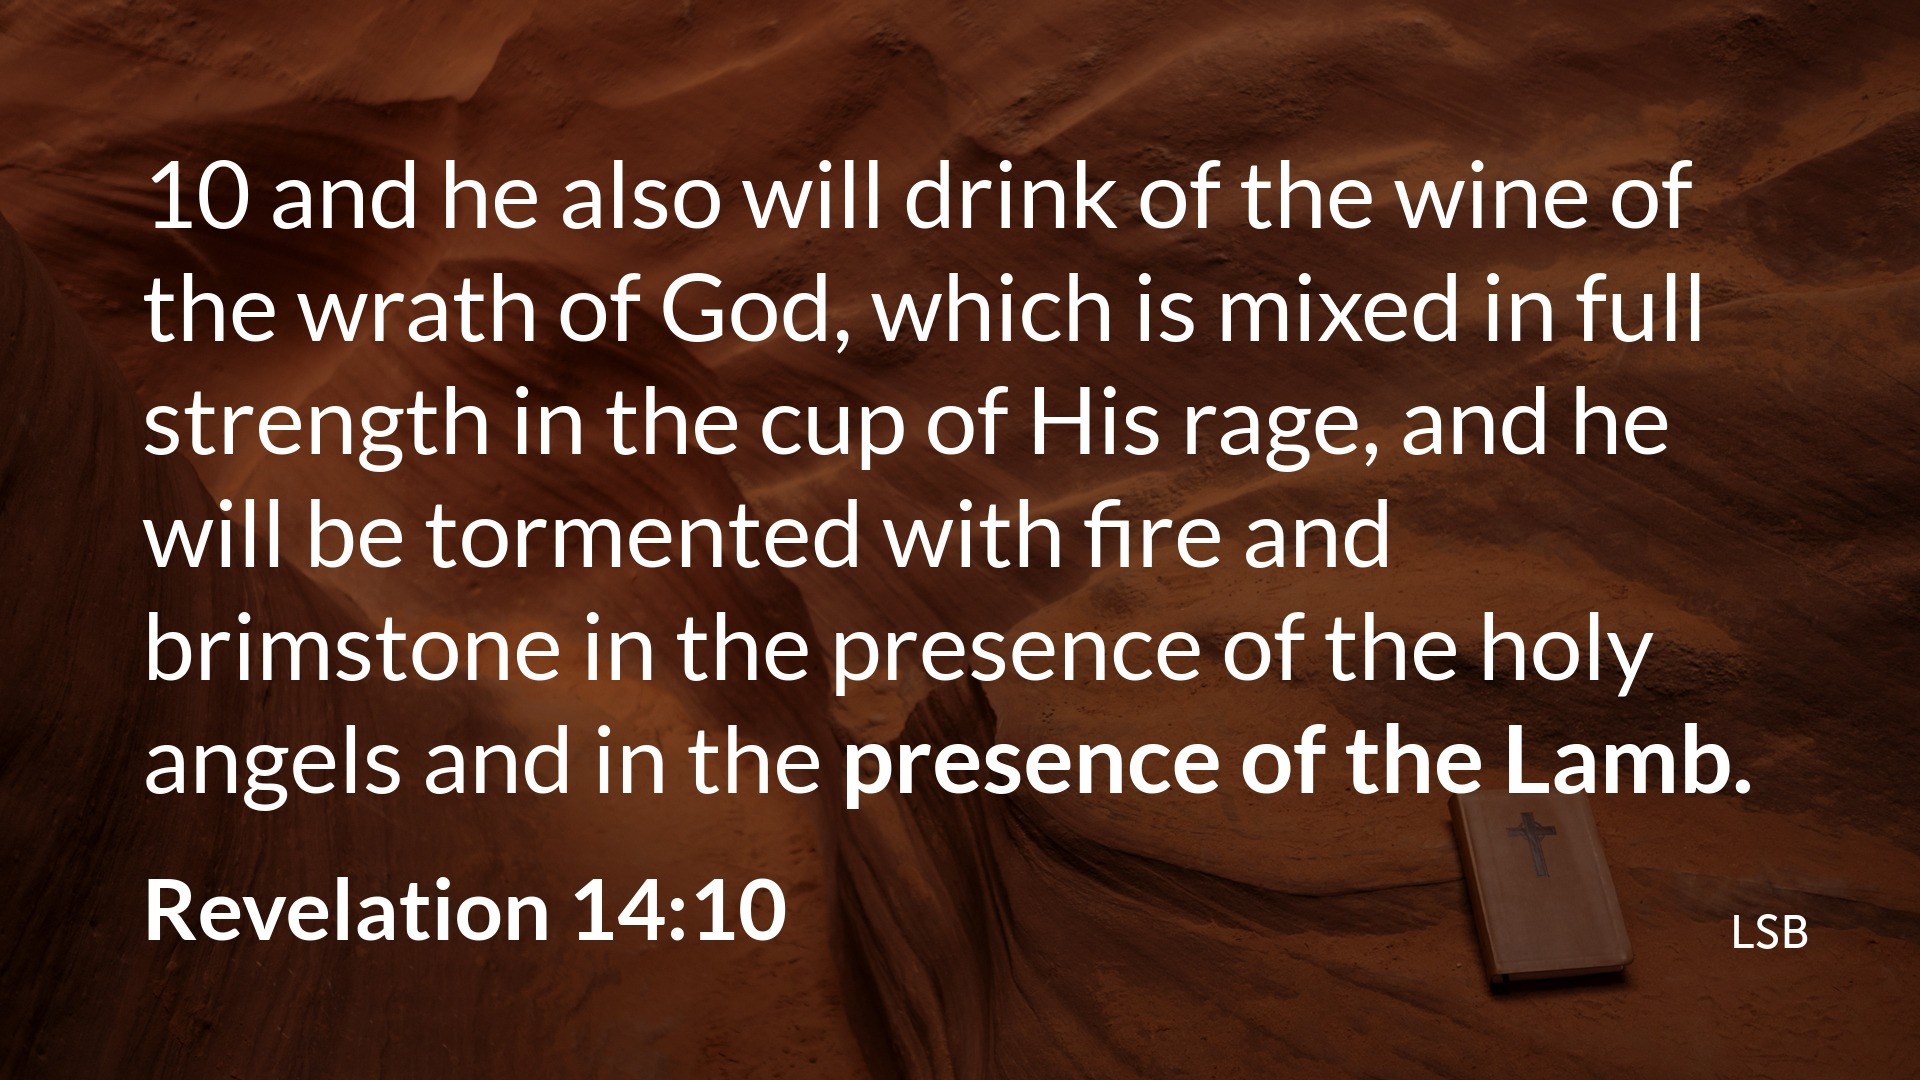 10 and he also will drink of the wine of
the wrath of God, which is mixed in full
strength in the cup of His rage, and he
will be tormented with fire and
brimstone in the presence of the holy
angels and in the presence of the Lamb.
Revelation 14:10
LSB